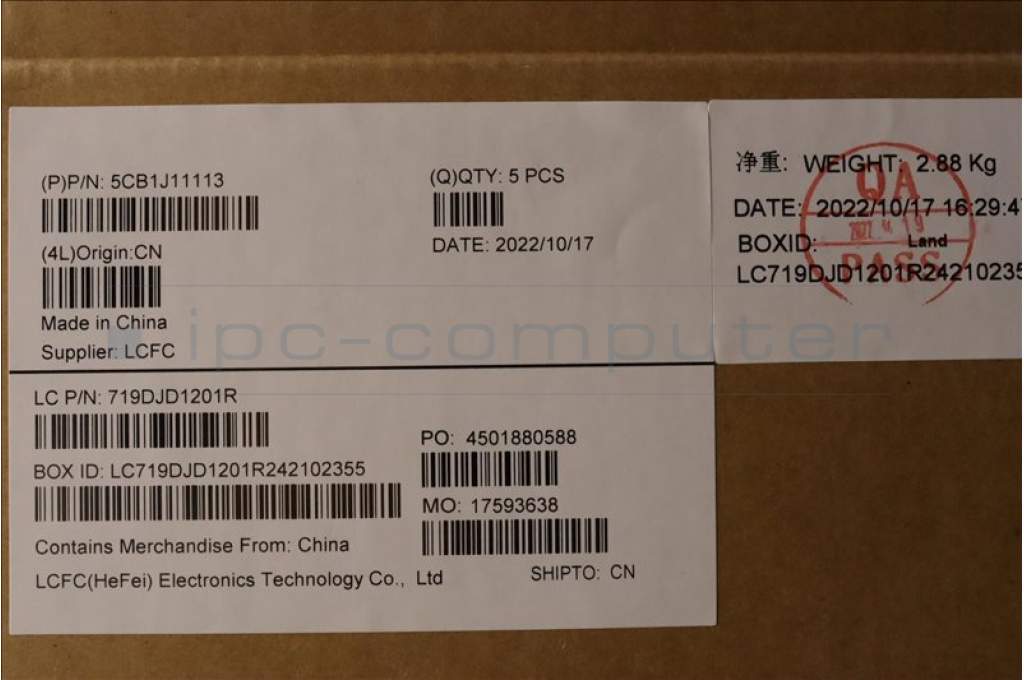 (P)P/N: 5CB1J11113
(Q)QTY: 5 PCS
DATE: 2022/10/17
(4L)Origin:CN
Made in China
Supplier: LCFC
LC P/N: 719DJD1201R
BOX ID: LC719DJD1201R242102355
PO: 4501880588
MO: 17593638
Contains Merchandise From: China
LCFC(HeFei) Electronics Technology Co., Ltd
SHIPTO: CN
净重: WEIGHT: 2.88 Kg
DATE: 2022/10/17 16:29:4
BOXID: Land
LC719DJD1201R24210235
QA
PASS
ipc-computer